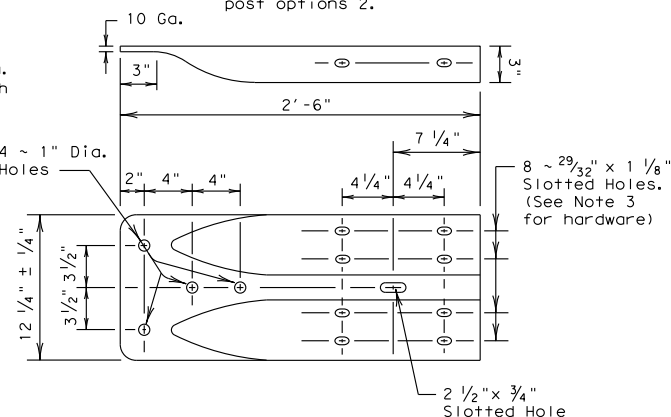 post options 2.
10 Ga.
3"
3"
2'-6"
7 1/4"
4 ~ 1" Dia.
Holes
2" 4" 4"
4 1/4" 4 1/4"
8 ~ 29/32" x 1 1/8"
Slotted Holes.
(See Note 3
for hardware)
12 1/4" ± 1/4"
3 1/2" 3 1/2"
2 1/2" x 3/4"
Slotted Hole